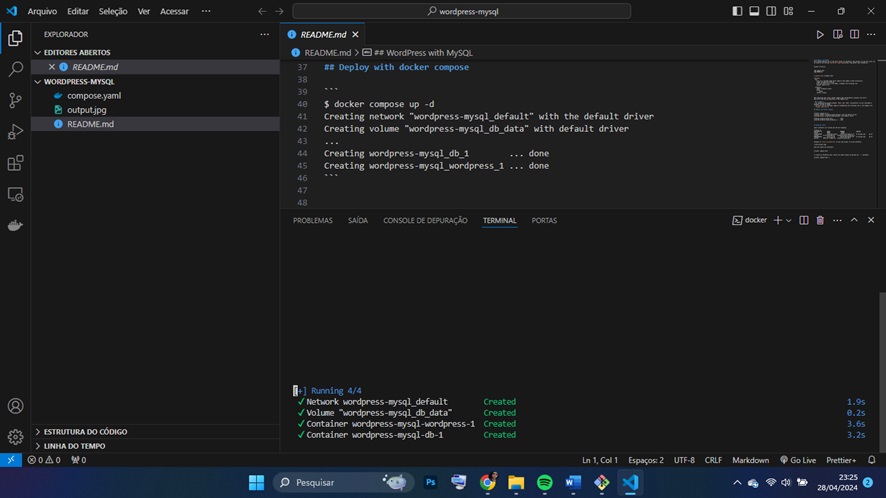 Arquivo Editar Seleção Ver Acessar ··· wordpress-mysql
EXPLORADOR ···
EDITORES ABERTOS
README.md
WORDPRESS-MYSQL
compose.yaml
output.jpg
README.md
ESTRUTURA DO CÓDIGO
LINHA DO TEMPO
README.md
README.md > ## WordPress with MySQL
37 ## Deploy with docker compose
38
39 ```
40 $ docker compose up -d
41 Creating network "wordpress-mysql_default" with the default driver
42 Creating volume "wordpress-mysql_db_data" with default driver
43 ...
44 Creating wordpress-mysql_db_1 ... done
45 Creating wordpress-mysql_wordpress_1 ... done
46 ```
47
48
PROBLEMAS SAÍDA CONSOLE DE DEPURAÇÃO TERMINAL PORTAS docker
[+] Running 4/4
✓ Network wordpress-mysql_default Created 1.9s
✓ Volume "wordpress-mysql_db_data" Created 0.2s
✓ Container wordpress-mysql-wordpress-1 Created 3.6s
✓ Container wordpress-mysql-db-1 Created 3.2s
0 0 0 Ln 1, Col 1 Espaços: 2 UTF-8 CRLF Markdown Go Live Prettier+
Pesquisar Ps W 23:25
28/04/2024 2